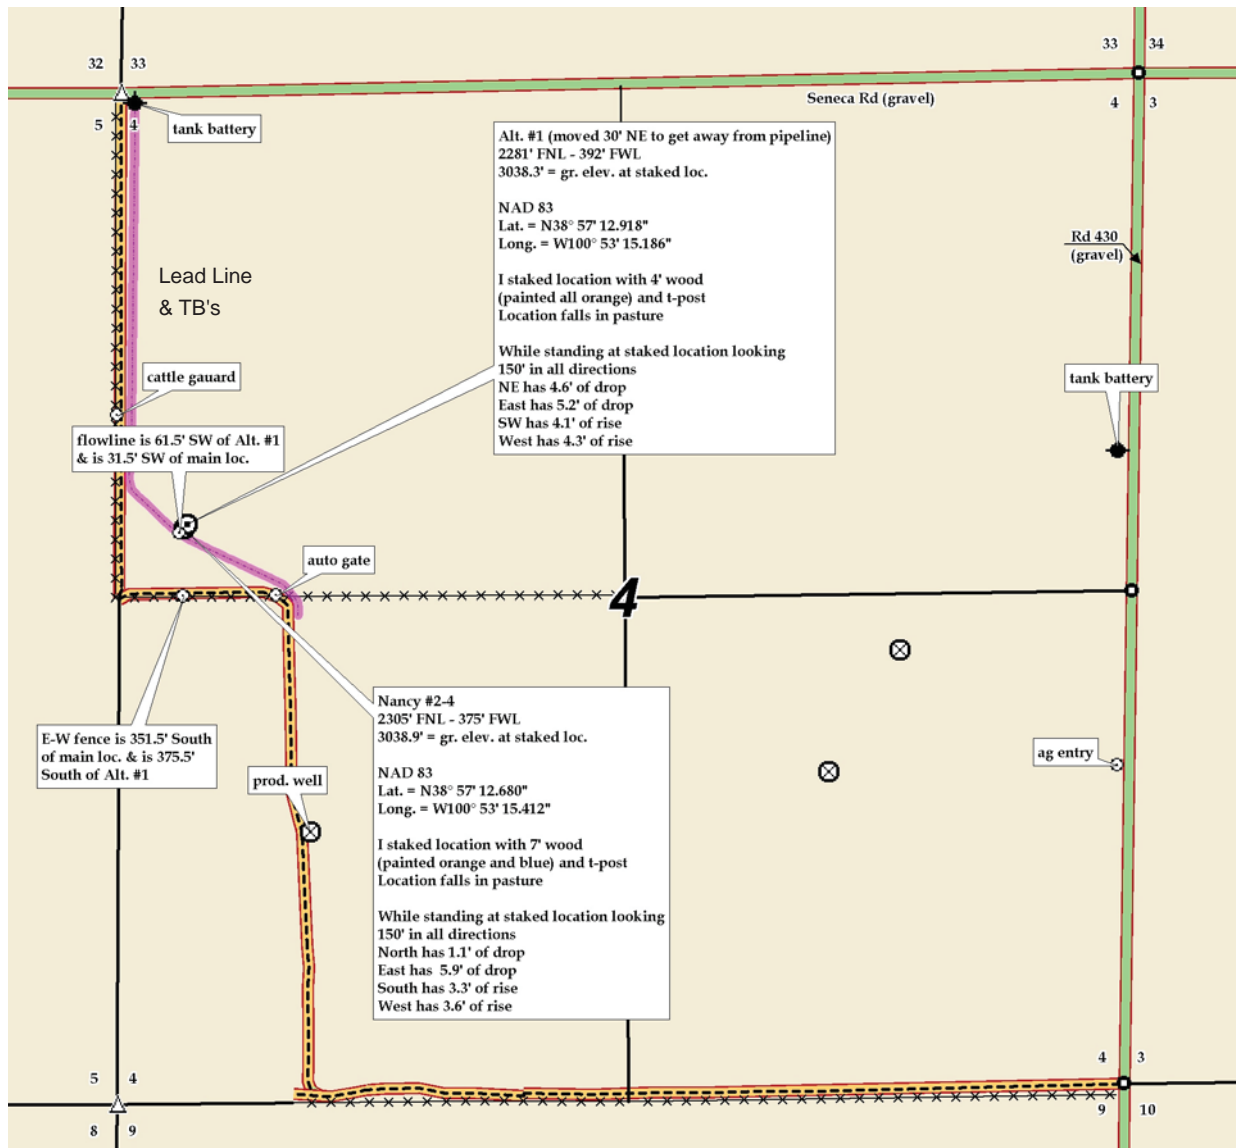 32 33
33 34
Seneca Rd (gravel)
4 3
5 4
tank battery
Alt. #1 (moved 30' NE to get away from pipeline)
2281' FNL - 392' FWL
3038.3' = gr. elev. at staked loc.
NAD 83
Lat. = N38° 57' 12.918"
Long. = W100° 53' 15.186"
I staked location with 4' wood
(painted all orange) and t-post
Location falls in pasture
While standing at staked location looking
150' in all directions
NE has 4.6' of drop
East has 5.2' of drop
SW has 4.1' of rise
West has 4.3' of rise
Rd 430
(gravel)
Lead Line
& TB's
cattle gauard
tank battery
flowline is 61.5' SW of Alt. #1
& is 31.5' SW of main loc.
auto gate
4
Nancy #2-4
2305' FNL - 375' FWL
3038.9' = gr. elev. at staked loc.
NAD 83
Lat. = N38° 57' 12.680"
Long. = W100° 53' 15.412"
I staked location with 7' wood
(painted orange and blue) and t-post
Location falls in pasture
While standing at staked location looking
150' in all directions
North has 1.1' of drop
East has 5.9' of drop
South has 3.3' of rise
West has 3.6' of rise
E-W fence is 351.5' South
of main loc. & is 375.5'
South of Alt. #1
prod. well
ag entry
5 4
4 3
8 9
9 10